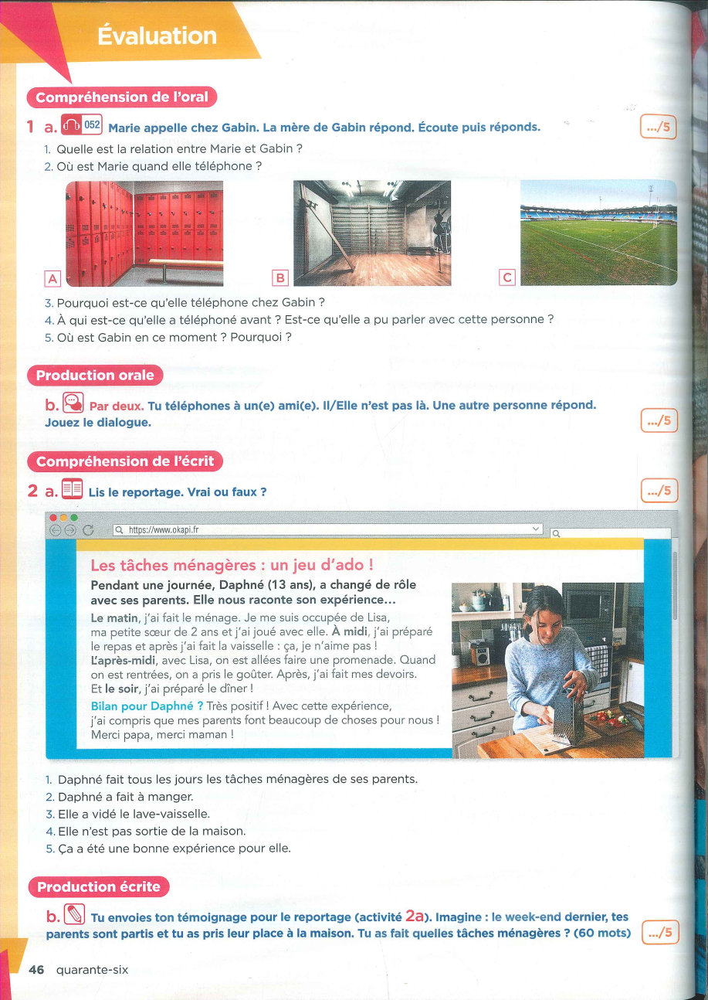 Évaluation
Compréhension de l'oral
1 a. 052 Marie appelle chez Gabin. La mère de Gabin répond. Écoute puis réponds. .../5
1. Quelle est la relation entre Marie et Gabin ?
2. Où est Marie quand elle téléphone ?
A B C
3. Pourquoi est-ce qu'elle téléphone chez Gabin ?
4. À qui est-ce qu'elle a téléphoné avant ? Est-ce qu'elle a pu parler avec cette personne ?
5. Où est Gabin en ce moment ? Pourquoi ?
Production orale
b. Par deux. Tu téléphones à un(e) ami(e). Il/Elle n'est pas là. Une autre personne répond.
Jouez le dialogue. .../5
Compréhension de l'écrit
2 a. Lis le reportage. Vrai ou faux ? .../5
https://www.okapi.fr
Les tâches ménagères : un jeu d'ado !
Pendant une journée, Daphné (13 ans), a changé de rôle
avec ses parents. Elle nous raconte son expérience...
Le matin, j'ai fait le ménage. Je me suis occupée de Lisa,
ma petite sœur de 2 ans et j'ai joué avec elle. À midi, j'ai préparé
le repas et après j'ai fait la vaisselle : ça, je n'aime pas !
L'après-midi, avec Lisa, on est allées faire une promenade. Quand
on est rentrées, on a pris le goûter. Après, j'ai fait mes devoirs.
Et le soir, j'ai préparé le dîner !
Bilan pour Daphné ? Très positif ! Avec cette expérience,
j'ai compris que mes parents font beaucoup de choses pour nous !
Merci papa, merci maman !
1. Daphné fait tous les jours les tâches ménagères de ses parents.
2. Daphné a fait à manger.
3. Elle a vidé le lave-vaisselle.
4. Elle n'est pas sortie de la maison.
5. Ça a été une bonne expérience pour elle.
Production écrite
b. Tu envoies ton témoignage pour le reportage (activité 2a). Imagine : le week-end dernier, tes
parents sont partis et tu as pris leur place à la maison. Tu as fait quelles tâches ménagères ? (60 mots) .../5
46 quarante-six